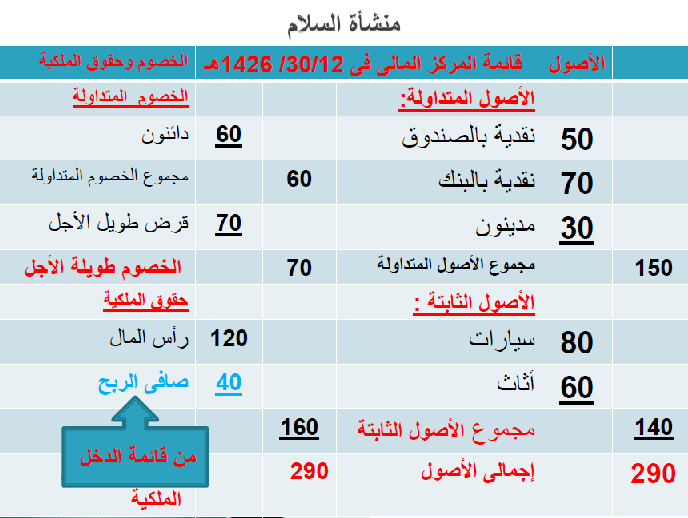 منشأة السلام
الأصول قائمة المركز المالى فى 30/12/ 1426هـ الخصوم وحقوق الملكية
الأصول المتداولة: الخصوم المتداولة
50 نقدية بالصندوق 60 دائنون
70 نقدية بالبنك 60 مجموع الخصوم المتداولة
30 مدينون 70 قرض طويل الأجل
150 مجموع الأصول المتداولة 70 الخصوم طويلة الأجل
الأصول الثابتة : حقوق الملكية
80 سيارات 120 رأس المال
60 أثاث 40 صافى الربح
140 مجموع الأصول الثابتة 160
290 إجمالى الأصول 290
من قائمة الدخل
الملكية